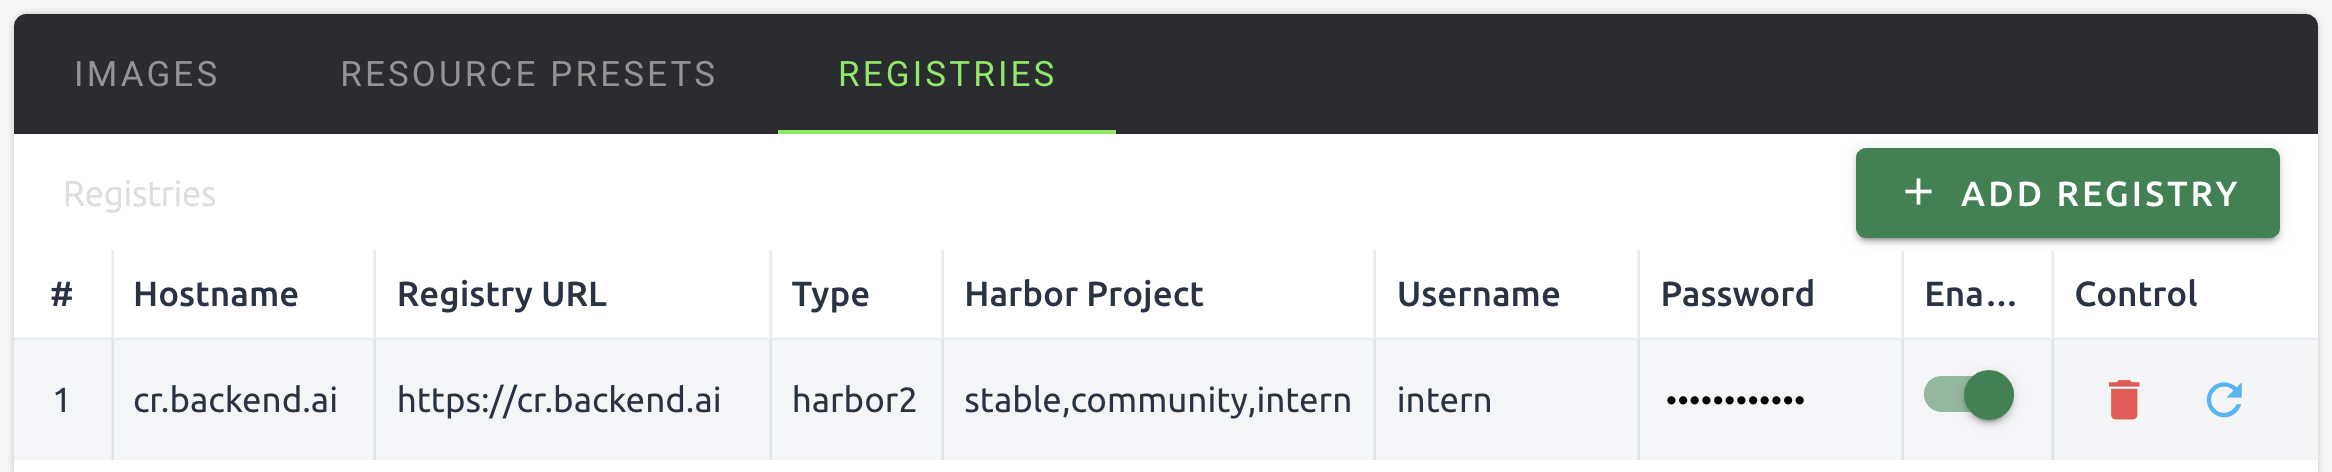 IMAGES RESOURCE PRESETS REGISTRIES
Registries + ADD REGISTRY
# Hostname Registry URL Type Harbor Project Username Password Ena... Control
1 cr.backend.ai https://cr.backend.ai harbor2 stable,community,intern intern ••••••••••••